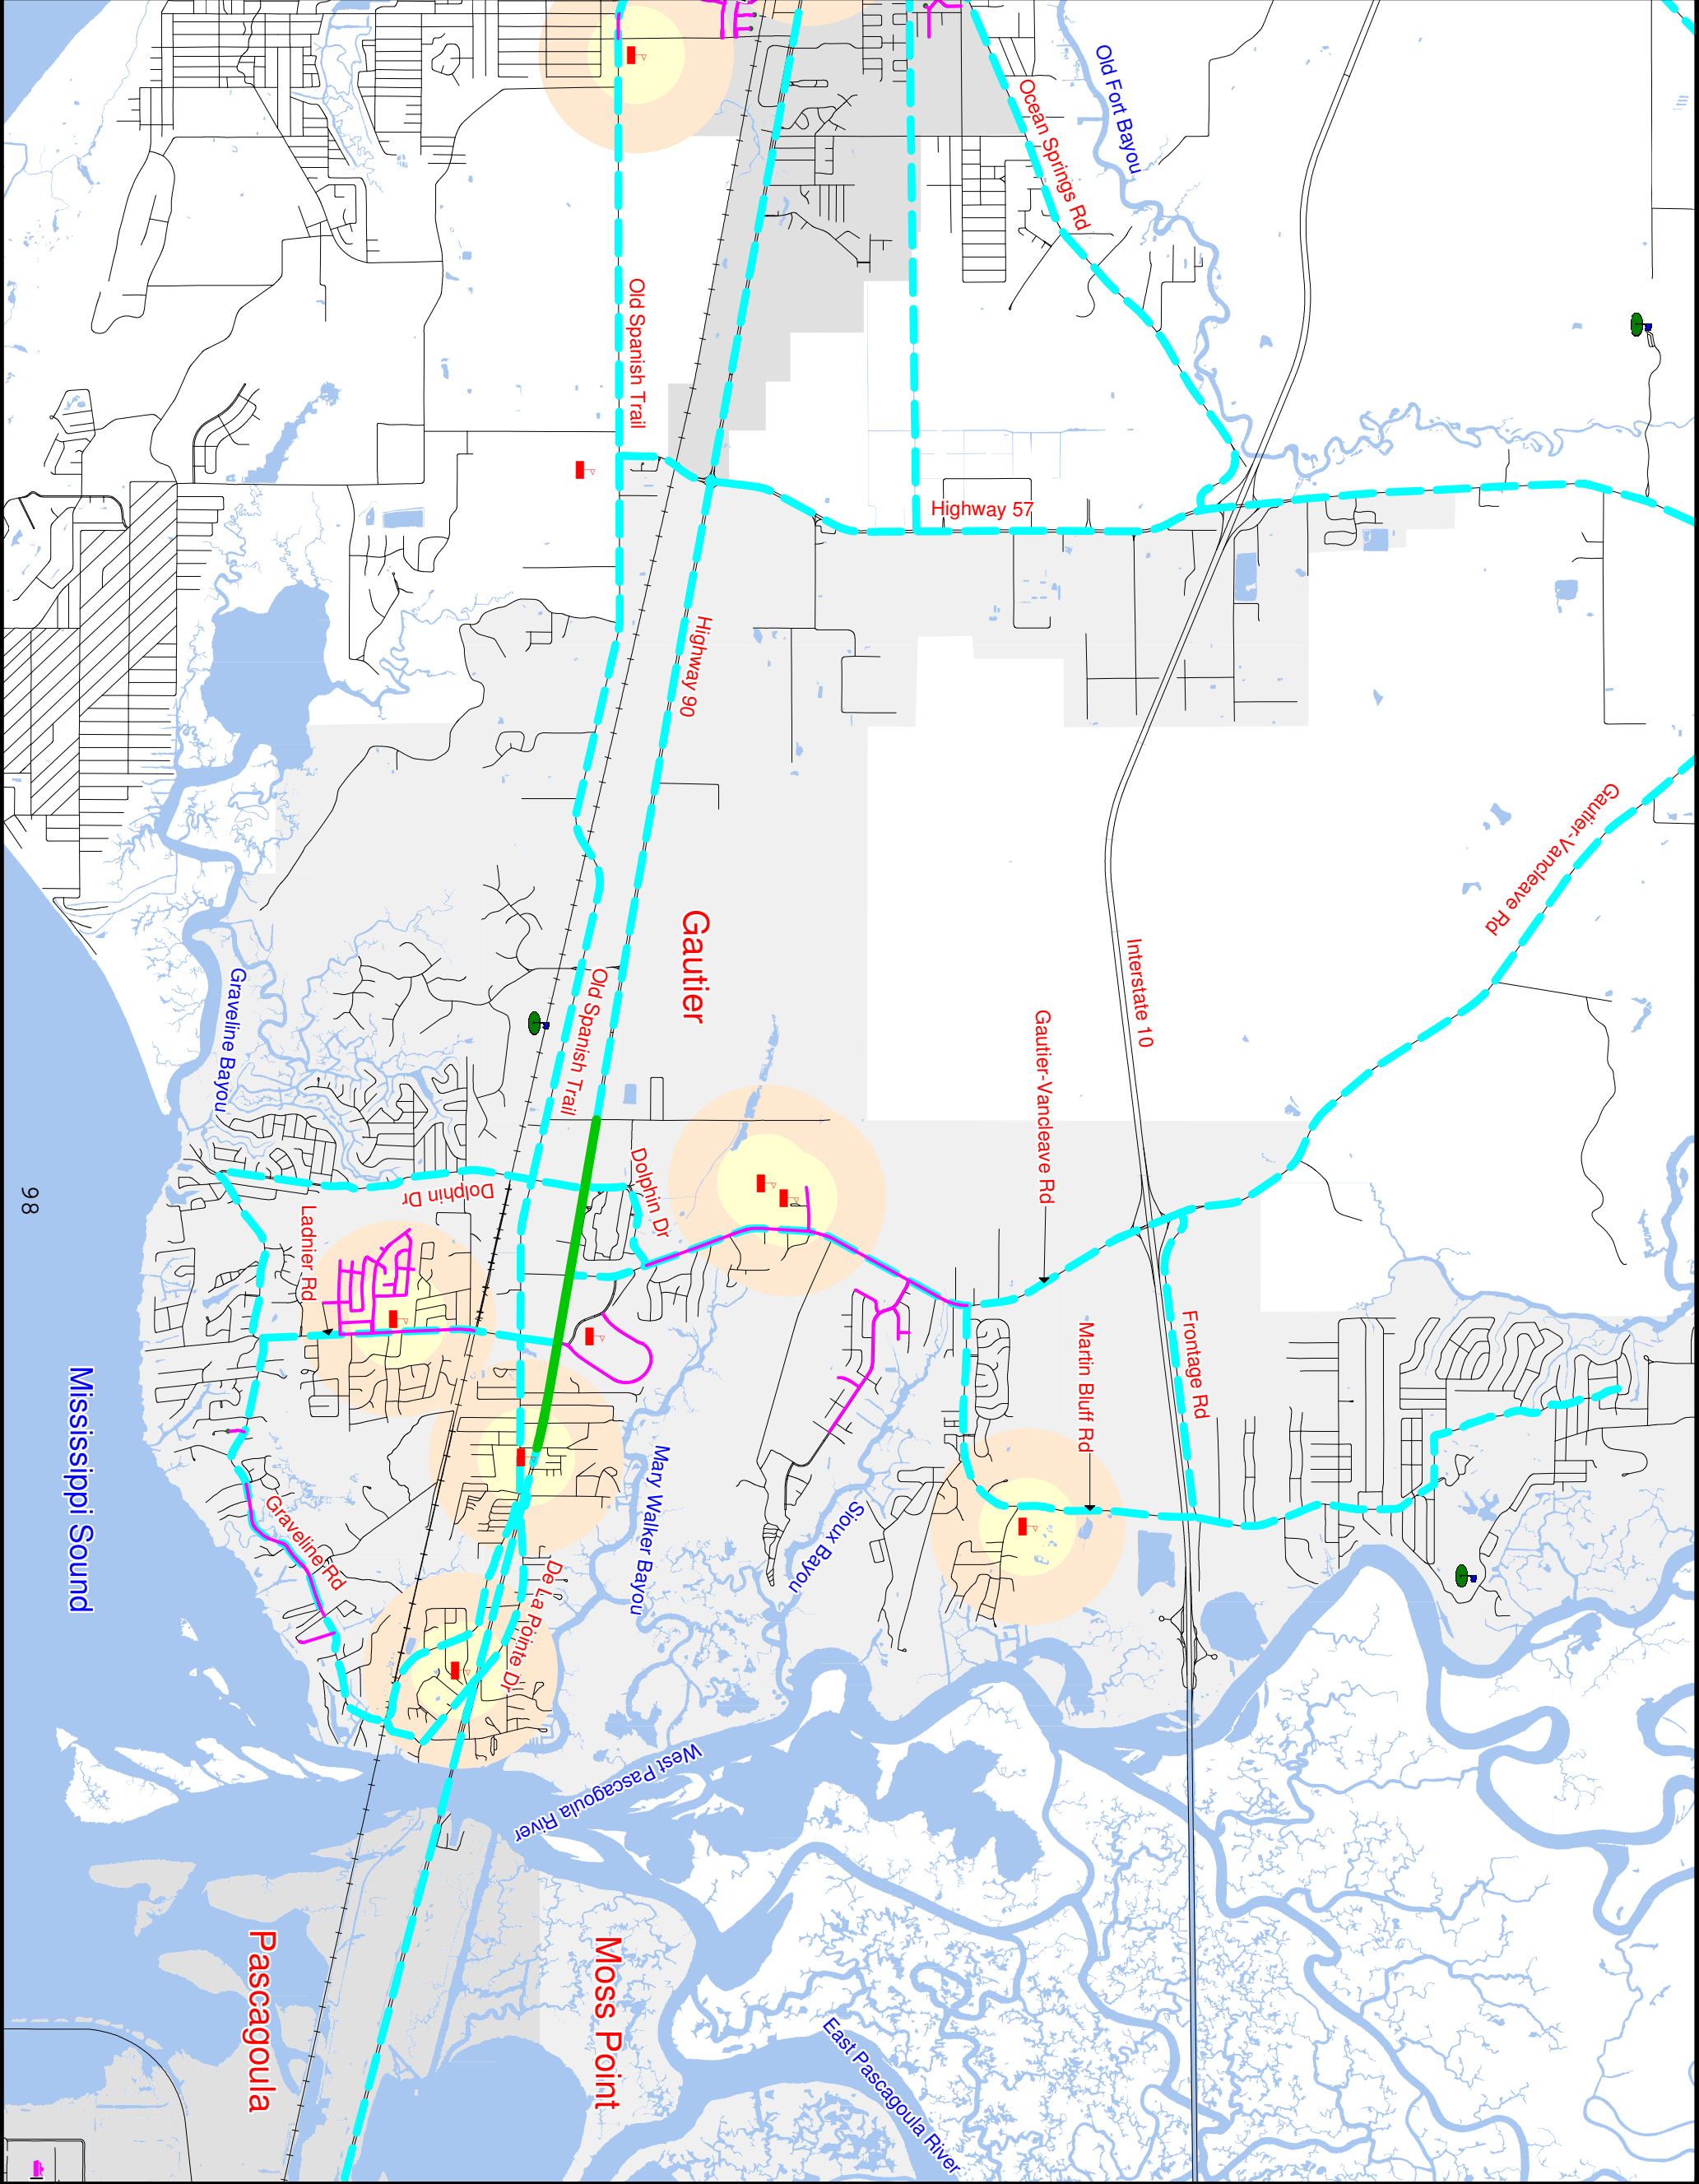 Old Fort Bayou
Ocean Springs Rd
Old Spanish Trail
Highway 57
Highway 90
Gautier-Vancleave Rd
Interstate 10
Gautier
Gautier-Vancleave Rd
Old Spanish Trail
Graveline Bayou
Dolphin Dr
Dolphin Dr
Ladnier Rd
Frontage Rd
Martin Bluff Rd
Mississippi Sound
Graveline Rd
Mary Walker Bayou
Sioux Bayou
De La Pointe Dr
West Pascagoula River
Pascagoula
Moss Point
East Pascagoula River
98